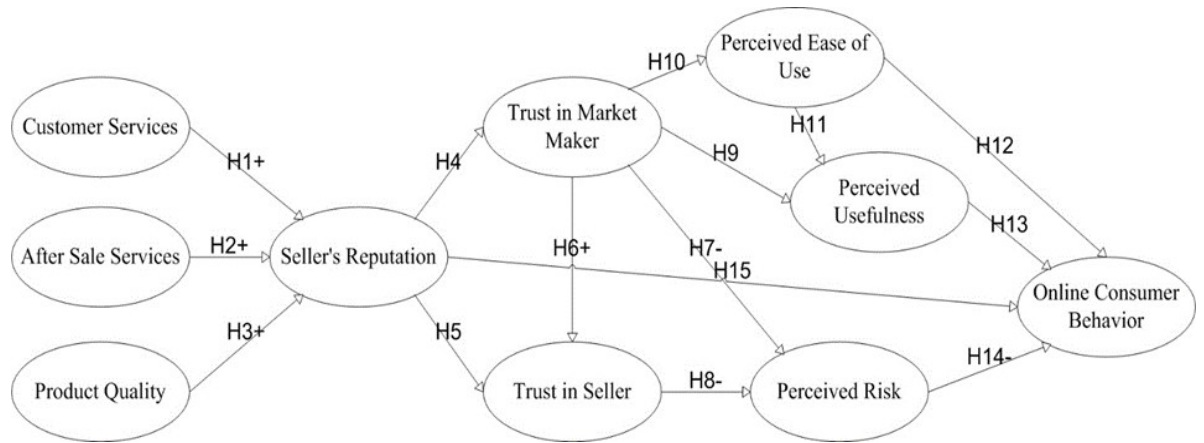 Perceived Ease of
Use
H10
Customer Services
Trust in Market
Maker
H11
H12
H1+
H4
H9
Perceived
Usefulness
After Sale Services
H2+
Seller's Reputation
H6+
H7-
H13
H15
Online Consumer
Behavior
H3+
H5
H14-
Product Quality
Trust in Seller
H8-
Perceived Risk